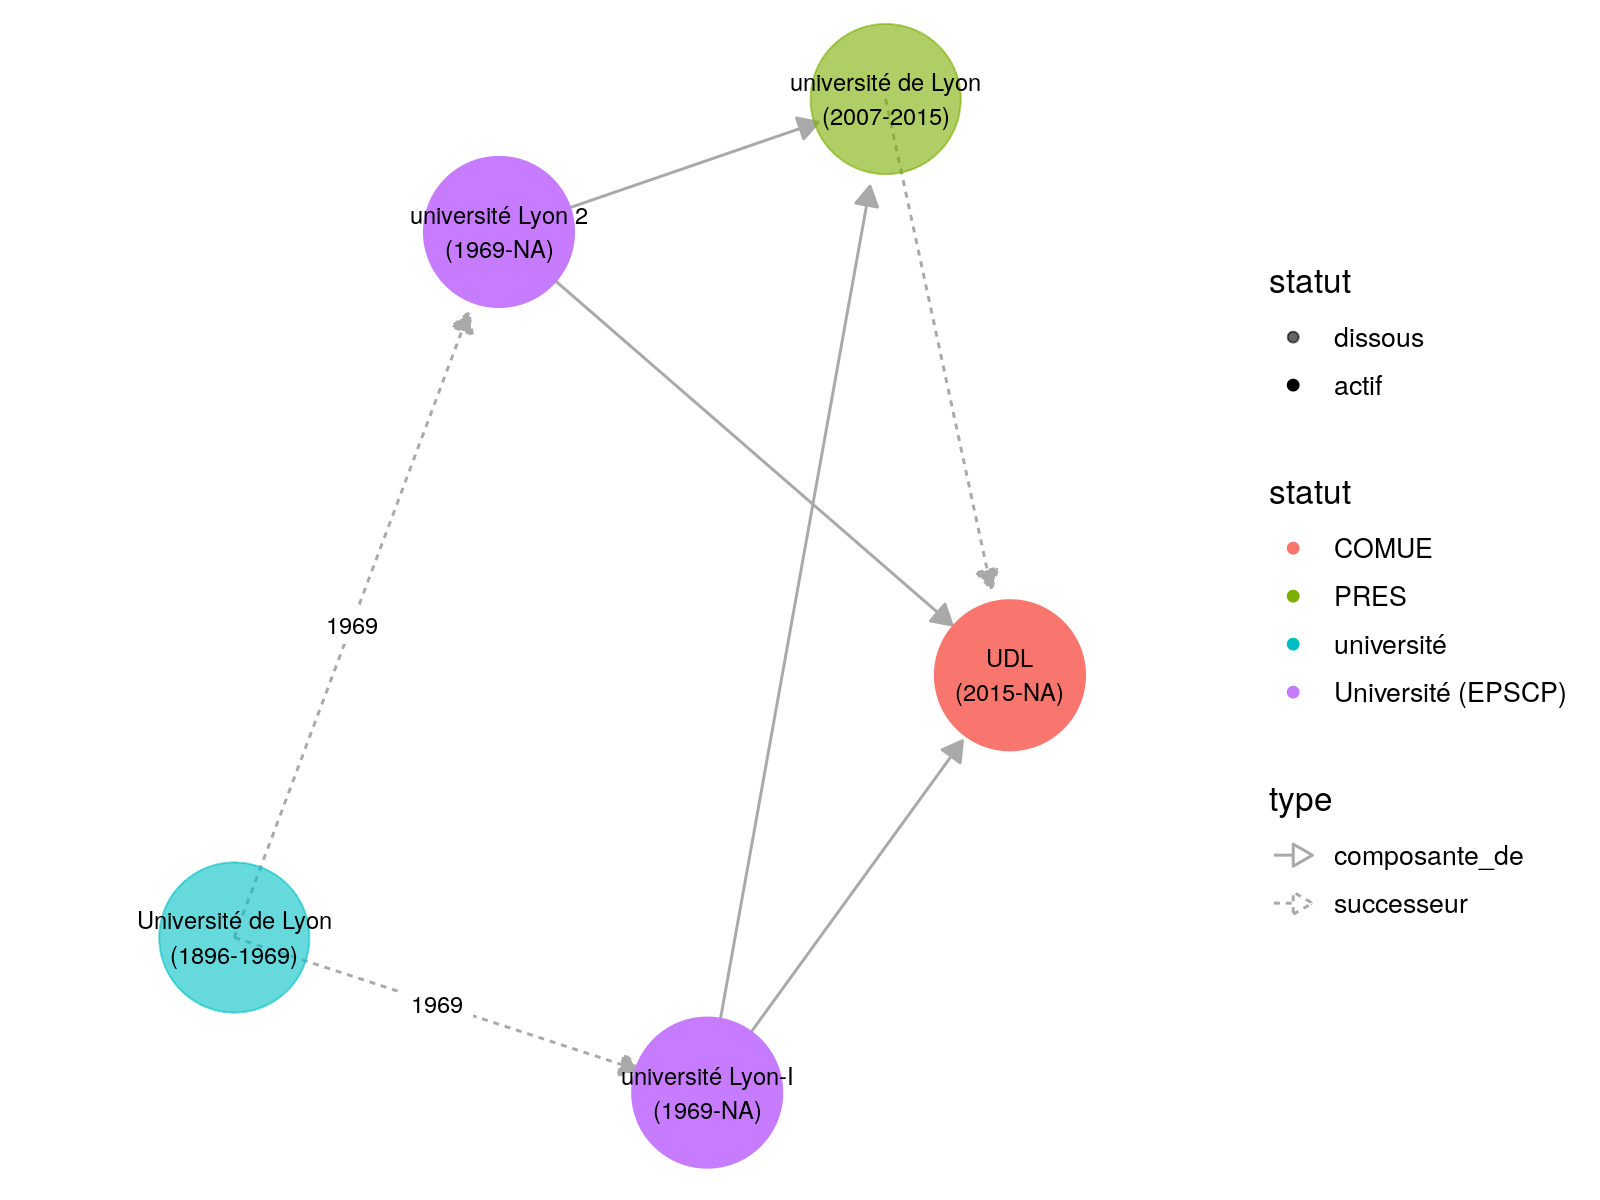 université de Lyon
(2007-2015)
université Lyon 2
(1969-NA)
1969
UDL
(2015-NA)
Université de Lyon
(1896-1969)
1969
université Lyon-I
(1969-NA)
statut
dissous
actif
statut
COMUE
PRES
université
Université (EPSCP)
type
composante_de
successeur